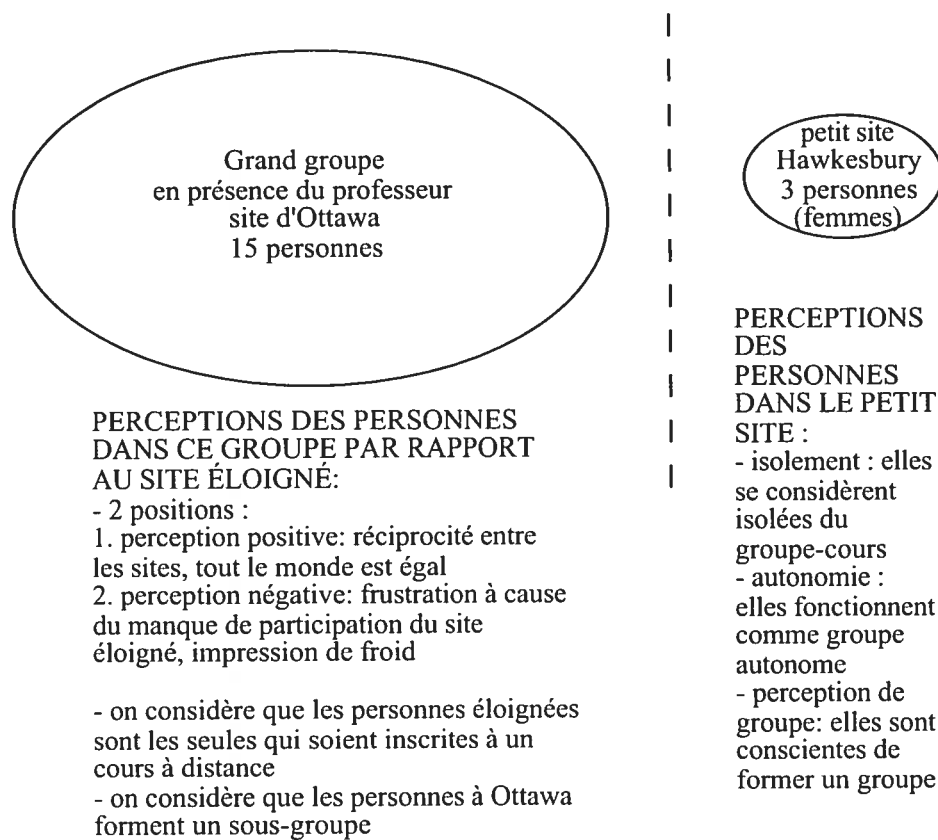 Grand groupe
en présence du professeur
site d'Ottawa
15 personnes
PERCEPTIONS DES PERSONNES
DANS CE GROUPE PAR RAPPORT
AU SITE ÉLOIGNÉ:
- 2 positions :
1. perception positive: réciprocité entre
les sites, tout le monde est égal
2. perception négative: frustration à cause
du manque de participation du site
éloigné, impression de froid
- on considère que les personnes éloignées
sont les seules qui soient inscrites à un
cours à distance
- on considère que les personnes à Ottawa
forment un sous-groupe
petit site
Hawkesbury
3 personnes
(femmes)
PERCEPTIONS
DES
PERSONNES
DANS LE PETIT
SITE :
- isolement : elles
se considèrent
isolées du
groupe-cours
- autonomie :
elles fonctionnent
comme groupe
autonome
- perception de
groupe: elles sont
conscientes de
former un groupe